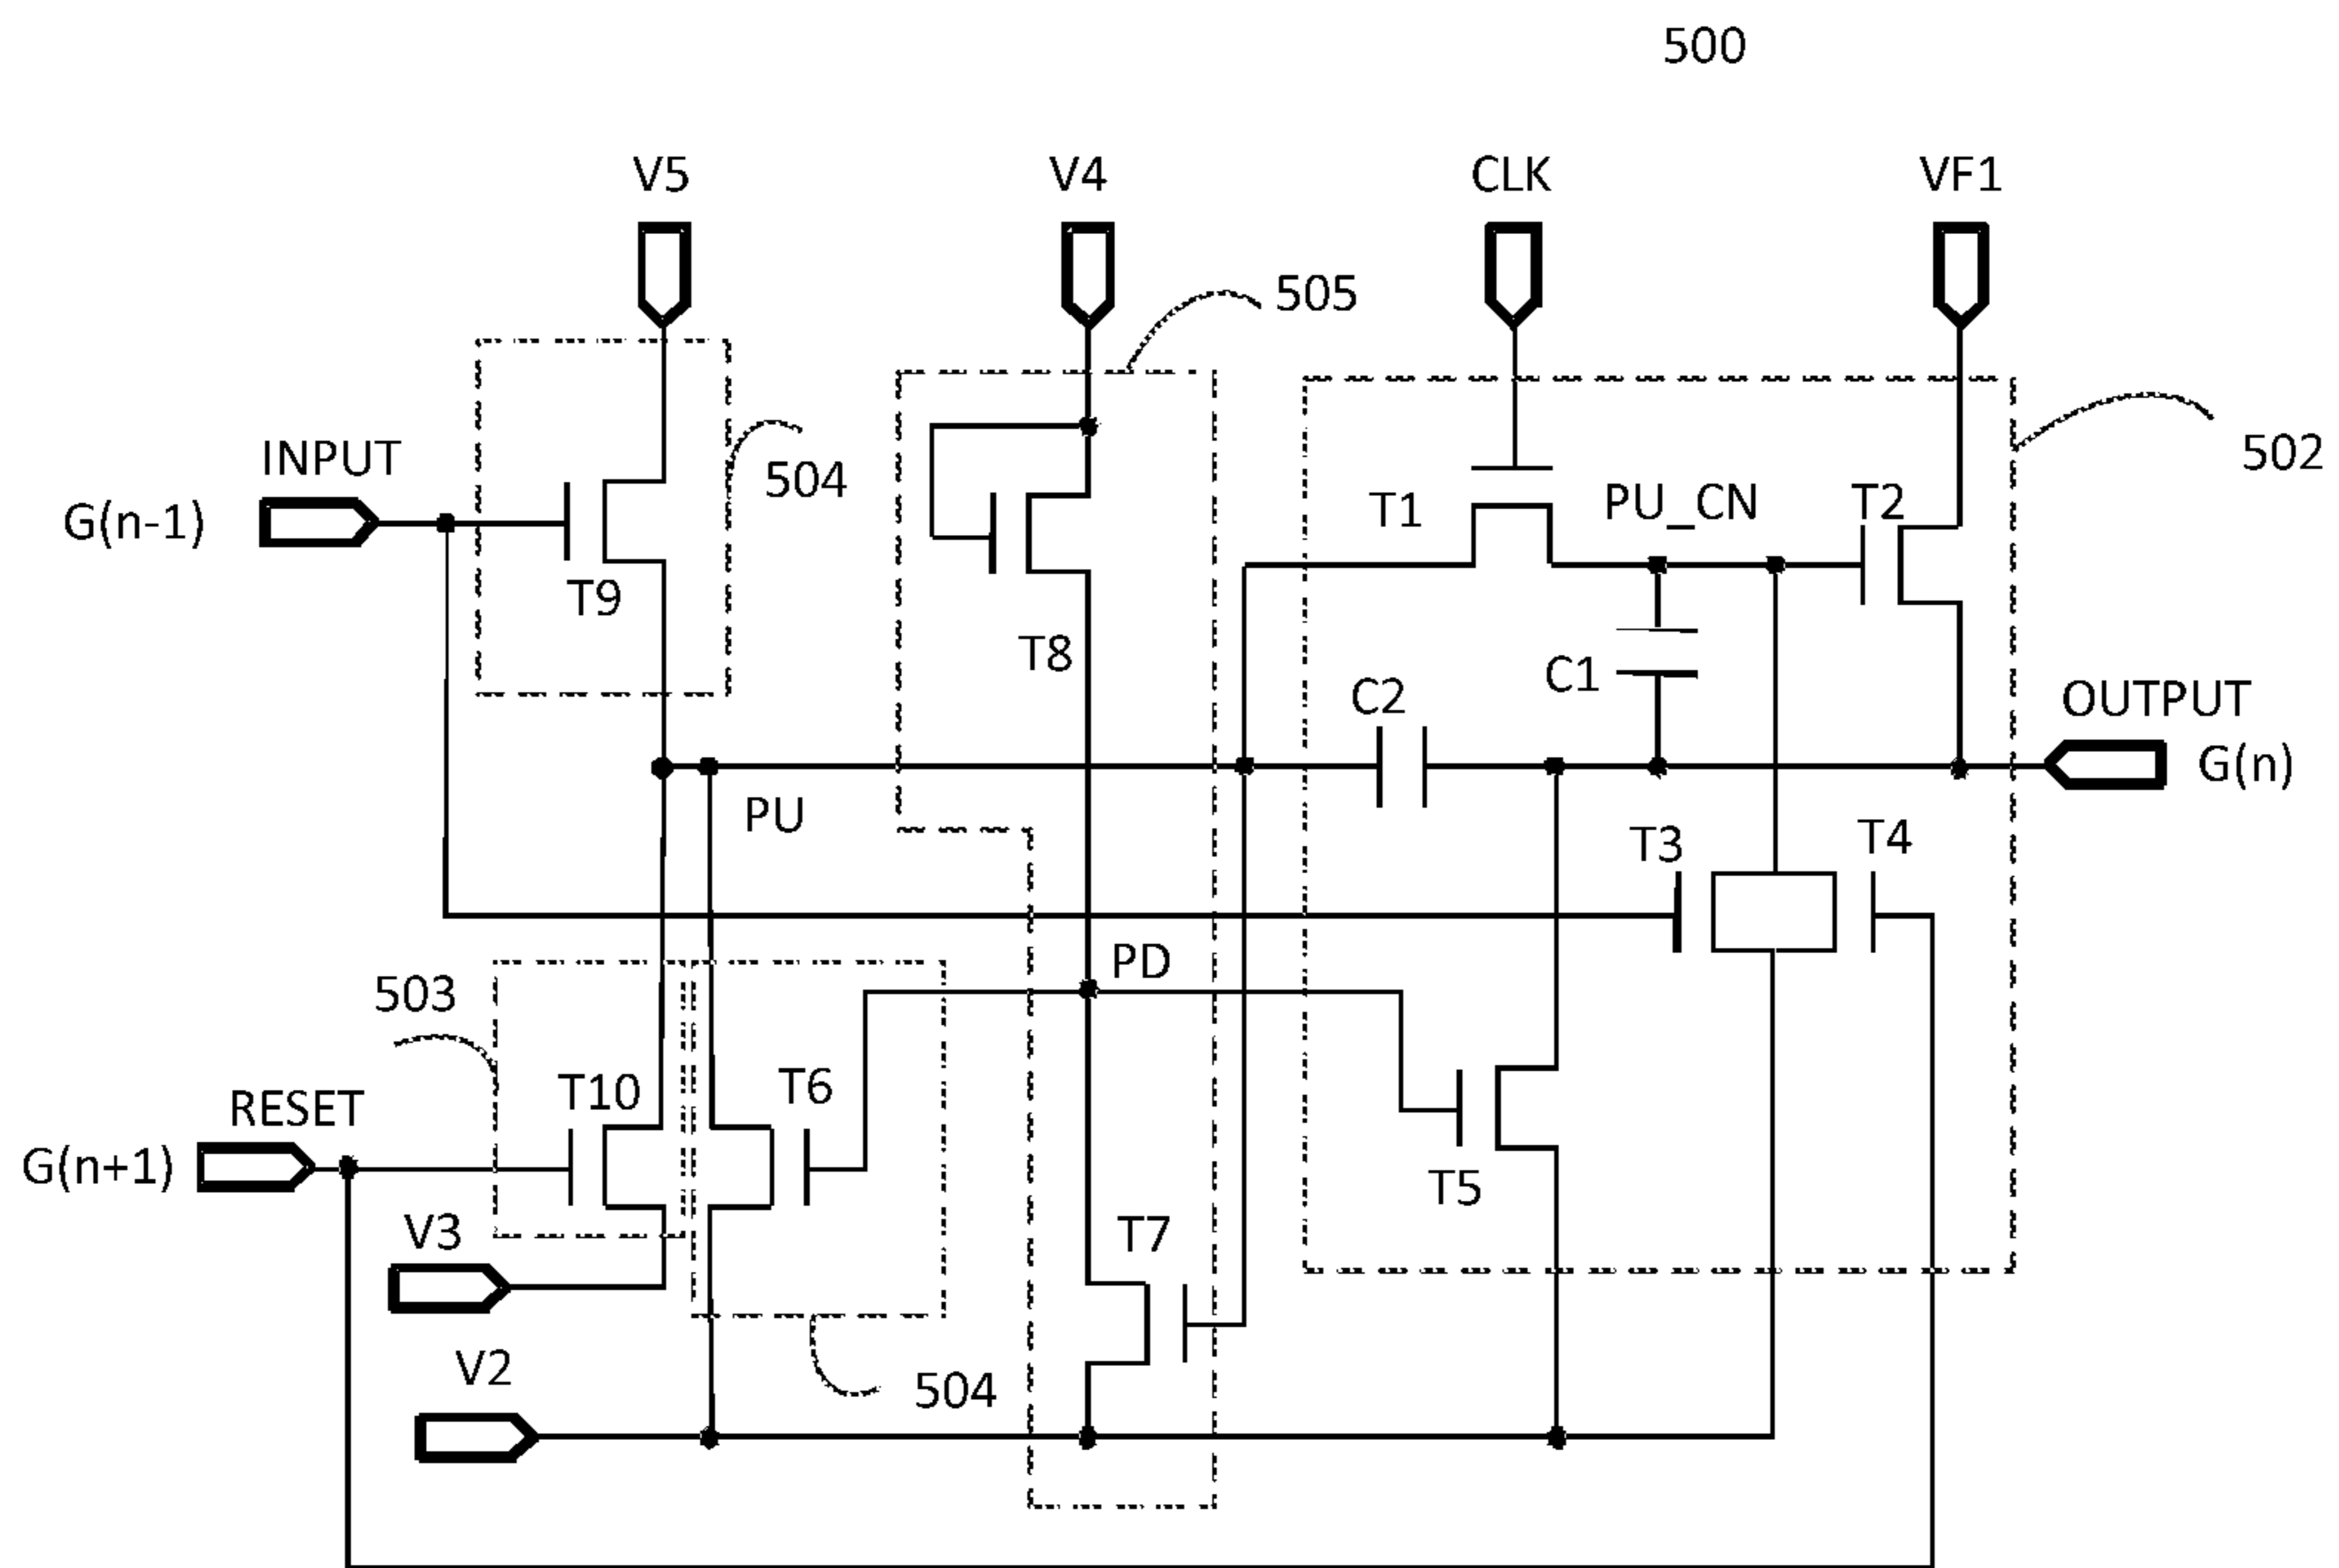 500
V5
V4
CLK
VF1
505
502
INPUT
504
G(n-1)
T1
PU_CN
T2
T9
T8
C1
C2
OUTPUT
G(n)
PU
T3
T4
PD
503
T10
T6
RESET
G(n+1)
T5
V3
T7
V2
504